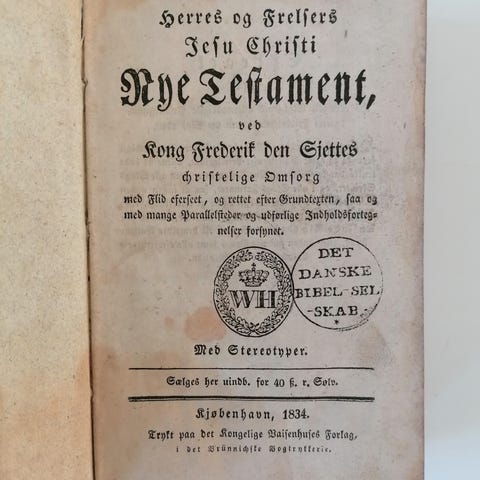 Herres og Frelsers
Jesu Christi
Nye Testament,
ved
Kong Frederik den Sjettes
christelige Omsorg
med Flid efterseet, og rettet efter Grundtexten, saa og
med mange Parallelsteder og udførlige Indholdsforteg-
nelser forsynet.
WH
DET
DANSKE
BIBEL-SEL-
-SKAB-
Med Stereotyper.
Sælges her uindb. for 40 ß. r. Sølv.
Kjøbenhavn, 1834.
Trykt paa det Kongelige Vaisenhuses Forlag,
i det Brünnichske Bogtrykkerie.